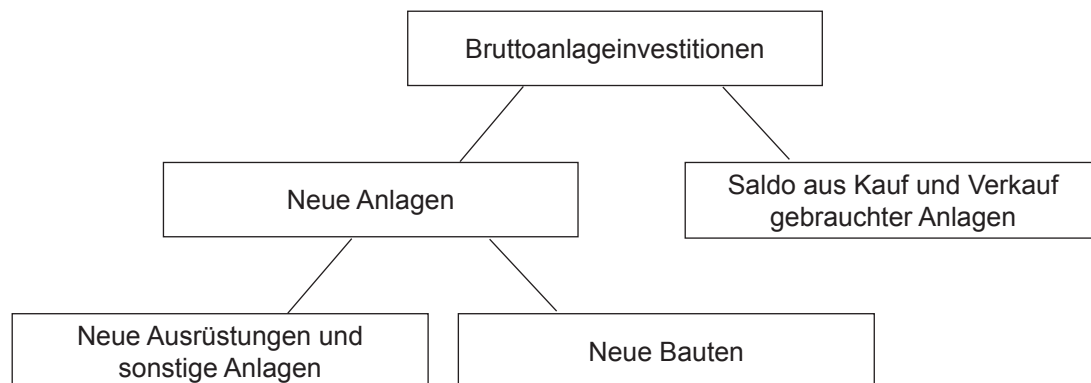 Bruttoanlageinvestitionen
Neue Anlagen
Saldo aus Kauf und Verkauf
gebrauchter Anlagen
Neue Ausrüstungen und
sonstige Anlagen
Neue Bauten